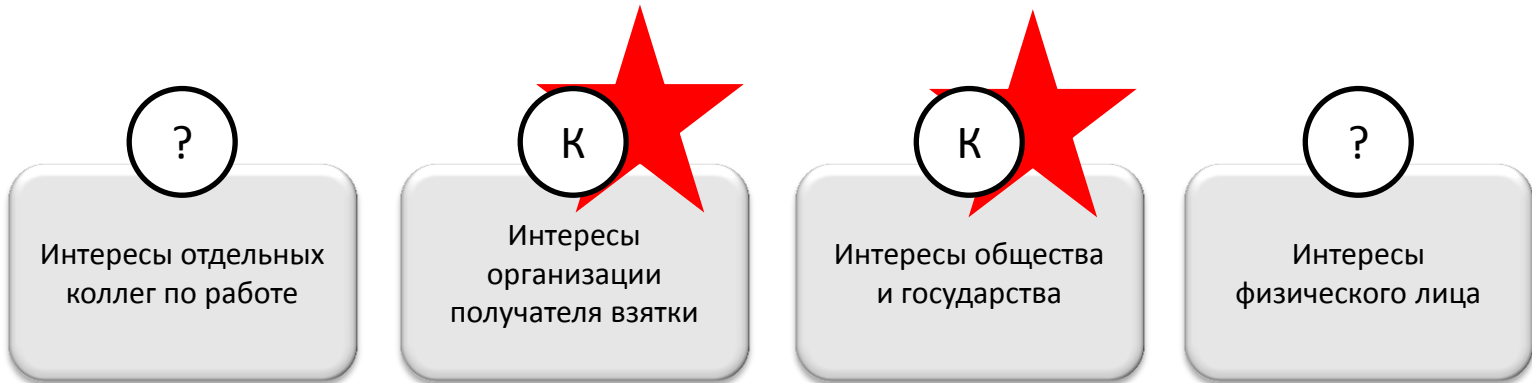 ?
Интересы отдельных
коллег по работе
К
Интересы
организации
получателя взятки
К
Интересы общества
и государства
?
Интересы
физического лица